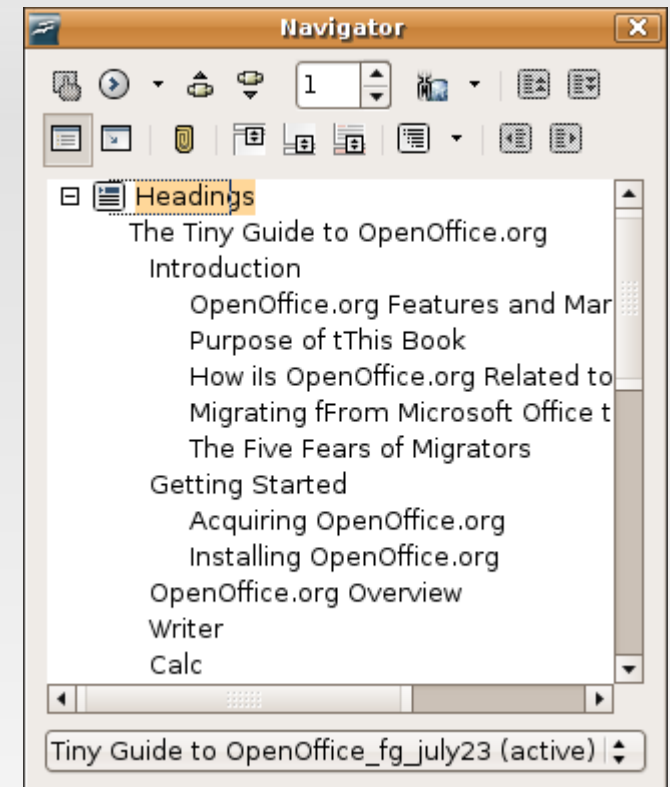 Navigator
1
Headings
The Tiny Guide to OpenOffice.org
Introduction
OpenOffice.org Features and Mar
Purpose of tThis Book
How iIs OpenOffice.org Related to
Migrating fFrom Microsoft Office t
The Five Fears of Migrators
Getting Started
Acquiring OpenOffice.org
Installing OpenOffice.org
OpenOffice.org Overview
Writer
Calc
Tiny Guide to OpenOffice_fg_july23 (active)